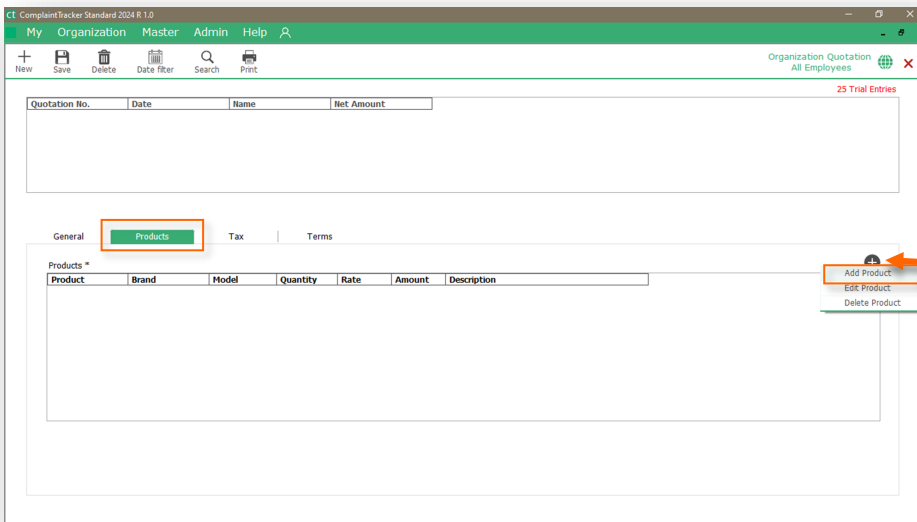 Ct ComplaintTracker Standard 2024 R 1.0
My Organization Master Admin Help
New Save Delete Date filter Search Print
Organization Quotation
All Employees
25 Trial Entries
Quotation No. Date Name Net Amount
General Products Tax Terms
Products *
Product Brand Model Quantity Rate Amount Description
Add Product
Edit Product
Delete Product